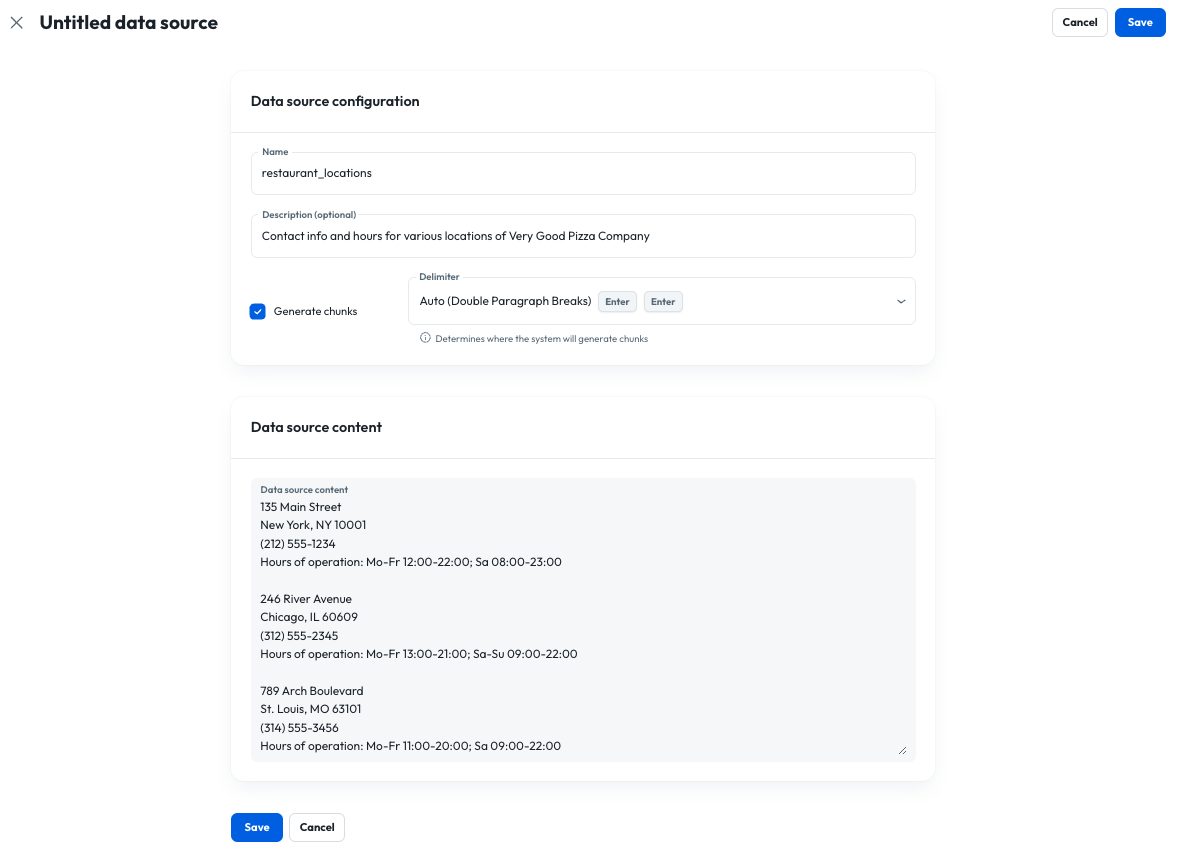 Untitled data source
Cancel
Save
Data source configuration
Name
restaurant_locations
Description (optional)
Contact info and hours for various locations of Very Good Pizza Company
Generate chunks
Delimiter
Auto (Double Paragraph Breaks) Enter Enter
Determines where the system will generate chunks
Data source content
Data source content
135 Main Street
New York, NY 10001
(212) 555-1234
Hours of operation: Mo-Fr 12:00-22:00; Sa 08:00-23:00
246 River Avenue
Chicago, IL 60609
(312) 555-2345
Hours of operation: Mo-Fr 13:00-21:00; Sa-Su 09:00-22:00
789 Arch Boulevard
St. Louis, MO 63101
(314) 555-3456
Hours of operation: Mo-Fr 11:00-20:00; Sa 09:00-22:00
Save
Cancel